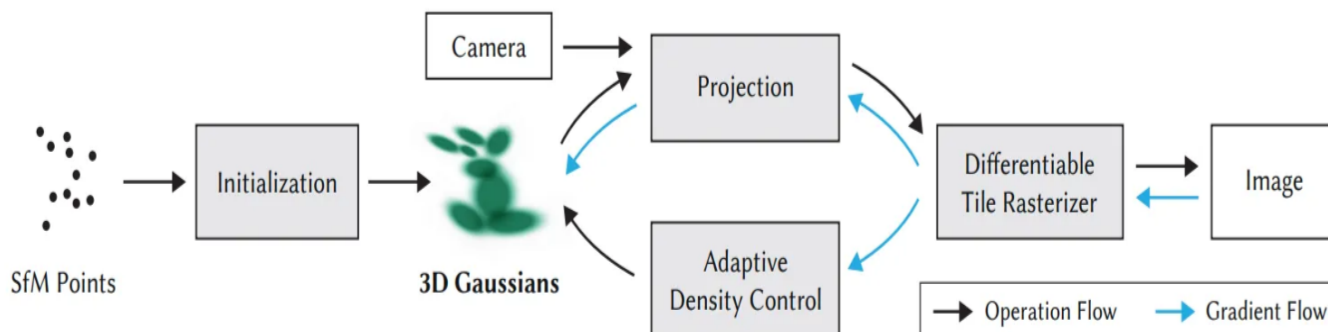 Camera
Projection
Initialization
Differentiable
Tile Rasterizer
Image
SfM Points
3D Gaussians
Adaptive
Density Control
Operation Flow
Gradient Flow